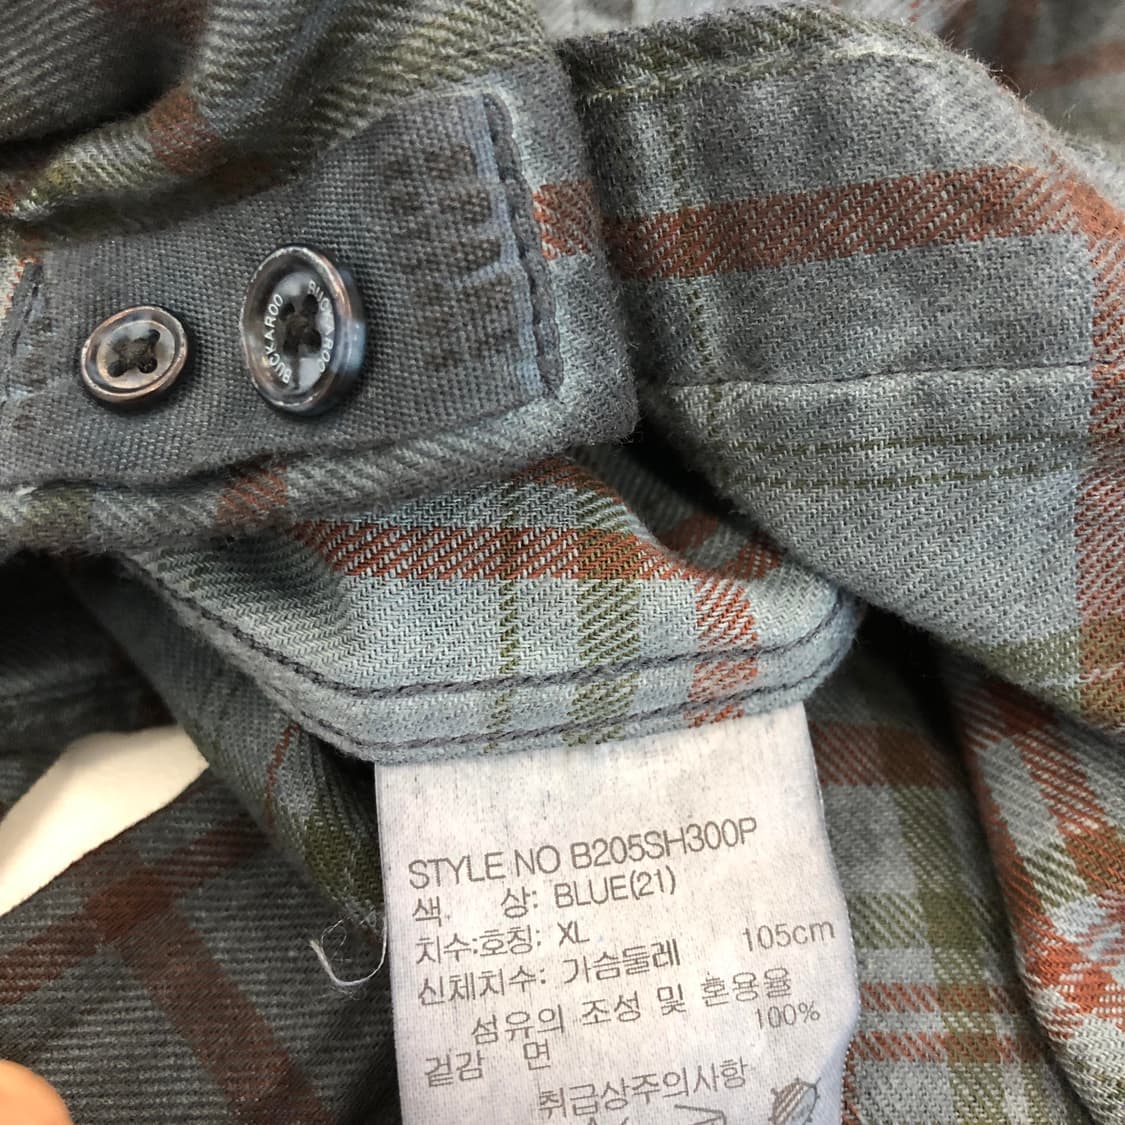 BUCKAROO BUCKAROO
STYLE NO B205SH300P
색 상: BLUE(21)
치수:호칭: XL
신체치수: 가슴둘레 105cm
섬유의 조성 및 혼용율
겉감 면 100%
취급상주의사항